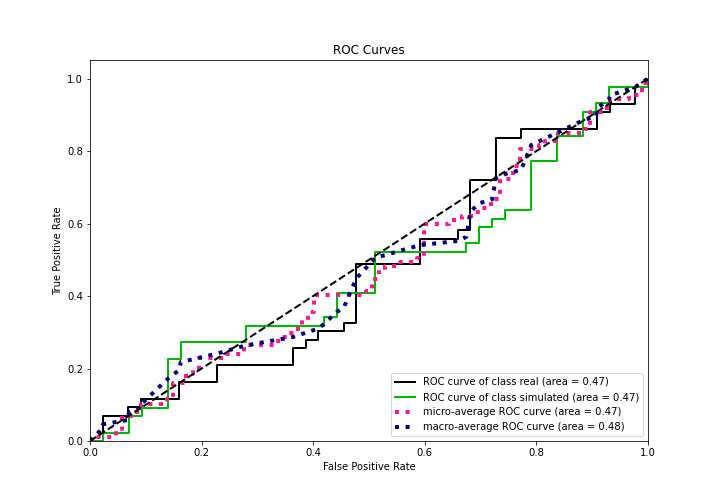 ROC Curves
1.0
0.8
0.6
0.4
0.2
0.0
True Positive Rate
ROC curve of class real (area = 0.47)
ROC curve of class simulated (area = 0.47)
micro-average ROC curve (area = 0.47)
macro-average ROC curve (area = 0.48)
0.0 0.2 0.4 0.6 0.8 1.0
False Positive Rate